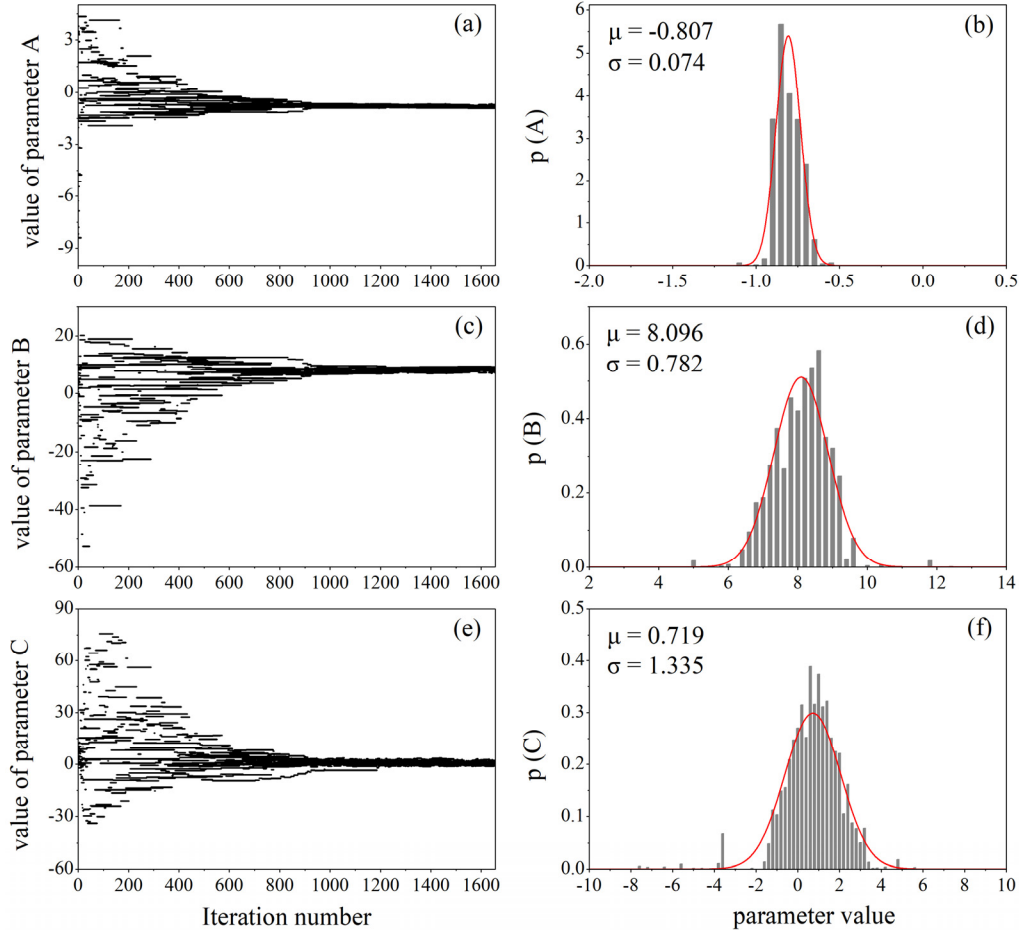 (a)
value of parameter A
3
0
-3
-6
-9
0 200 400 600 800 1000 1200 1400 1600
(b)
μ = -0.807
σ = 0.074
p (A)
6
5
4
3
2
1
0
-2.0 -1.5 -1.0 -0.5 0.0 0.5
(c)
value of parameter B
20
0
-20
-40
-60
0 200 400 600 800 1000 1200 1400 1600
(d)
μ = 8.096
σ = 0.782
p (B)
0.6
0.4
0.2
0.0
2 4 6 8 10 12 14
(e)
value of parameter C
90
60
30
0
-30
-60
0 200 400 600 800 1000 1200 1400 1600
Iteration number
(f)
μ = 0.719
σ = 1.335
p (C)
0.5
0.4
0.3
0.2
0.1
0.0
-10 -8 -6 -4 -2 0 2 4 6 8 10
parameter value